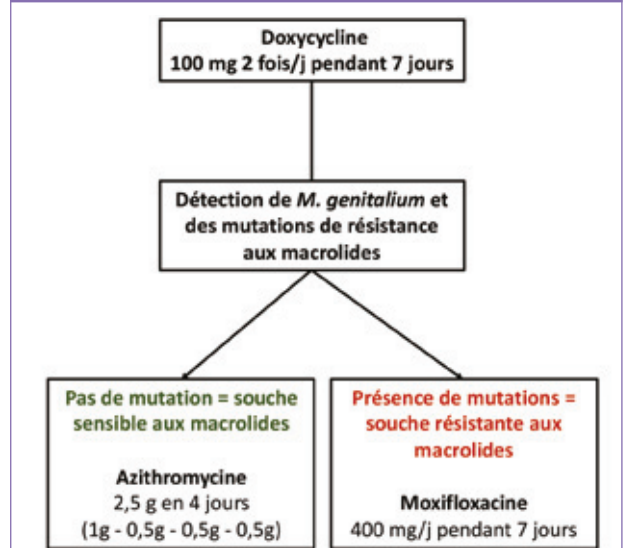 Doxycycline
100 mg 2 fois/j pendant 7 jours
Détection de M. genitalium et
des mutations de résistance
aux macrolides
Pas de mutation = souche
sensible aux macrolides
Azithromycine
2,5 g en 4 jours
(1g - 0,5g - 0,5g - 0,5g)
Présence de mutations =
souche résistante aux
macrolides
Moxifloxacine
400 mg/j pendant 7 jours